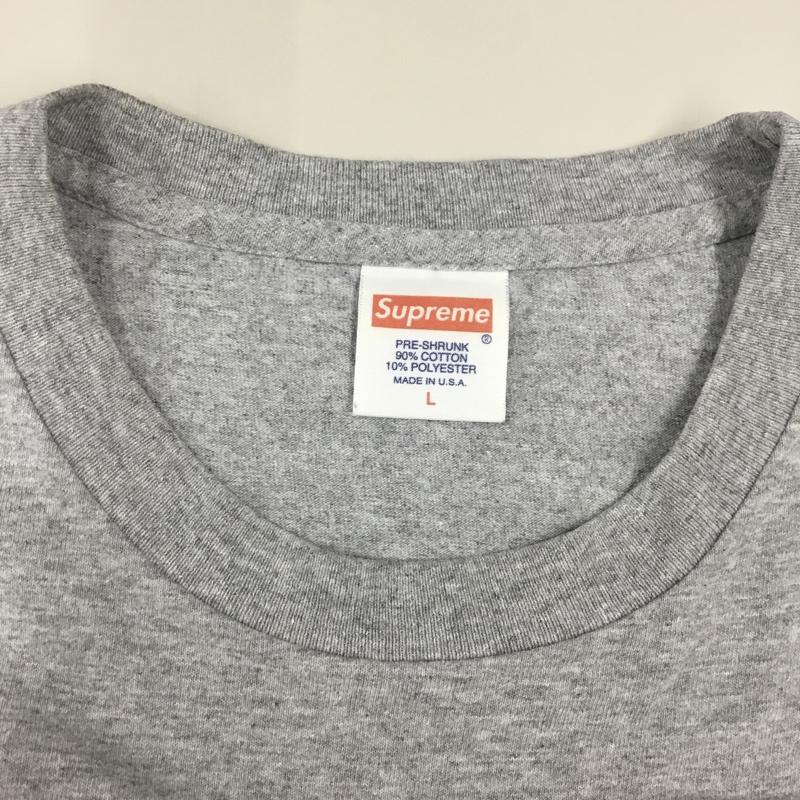 Supreme
®
PRE-SHRUNK
90% COTTON
10% POLYESTER
MADE IN U.S.A.
L